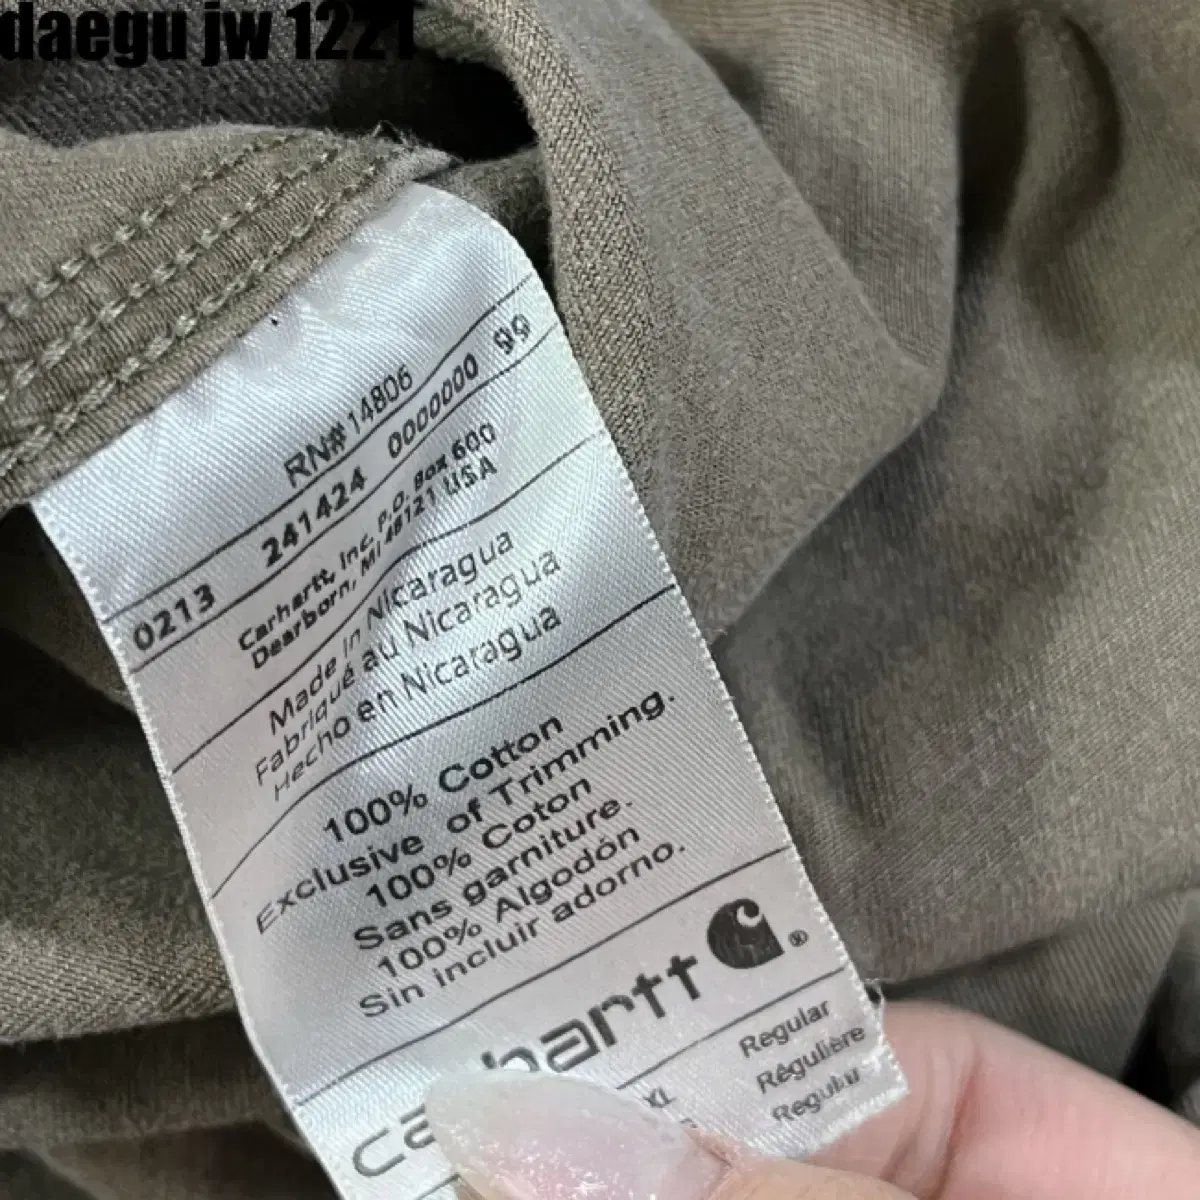 daegu jw 1221
RN#14806
0213 241424 0000000 99
Carhartt, Inc. P.O. Box 600
Dearborn, MI 48121 USA
Made in Nicaragua
Fabriqué au Nicaragua
Hecho en Nicaragua
100% Cotton
Exclusive of Trimming.
100% Coton
Sans garniture.
100% Algodón
Sin incluir adorno.
XL Regular
Régulière